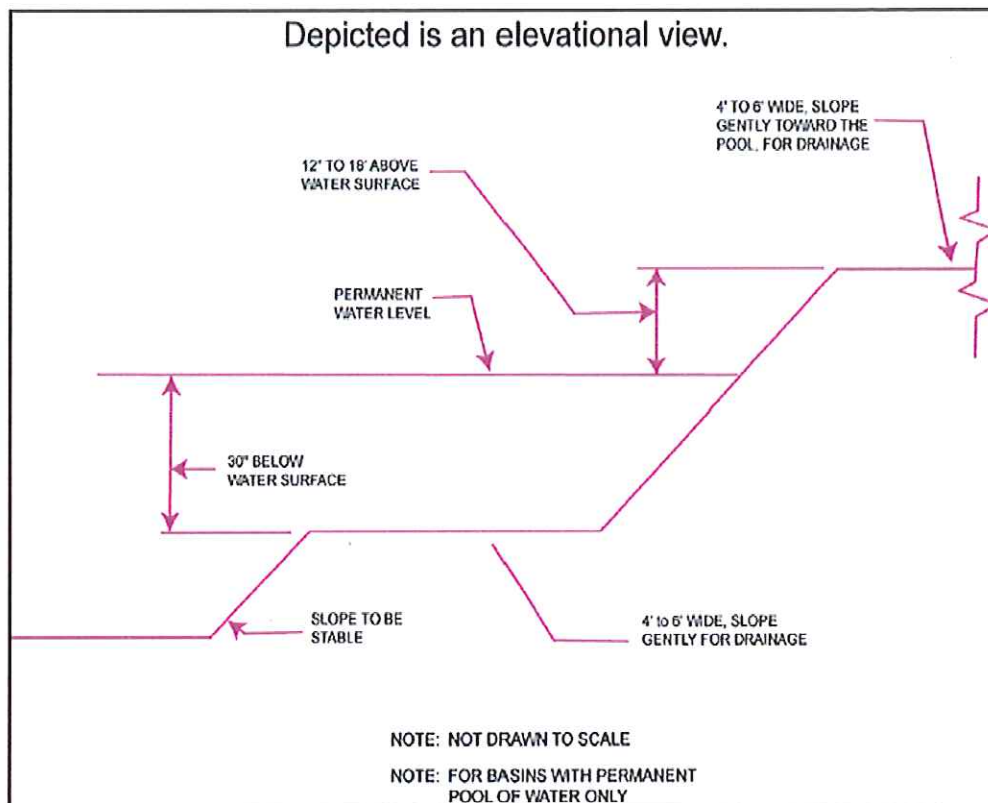 Depicted is an elevational view.
4' TO 6' WIDE, SLOPE
GENTLY TOWARD THE
POOL, FOR DRAINAGE
12" TO 18' ABOVE
WATER SURFACE
PERMANENT
WATER LEVEL
30" BELOW
WATER SURFACE
SLOPE TO BE
STABLE
4' to 6' WIDE, SLOPE
GENTLY FOR DRAINAGE
NOTE: NOT DRAWN TO SCALE
NOTE: FOR BASINS WITH PERMANENT
POOL OF WATER ONLY